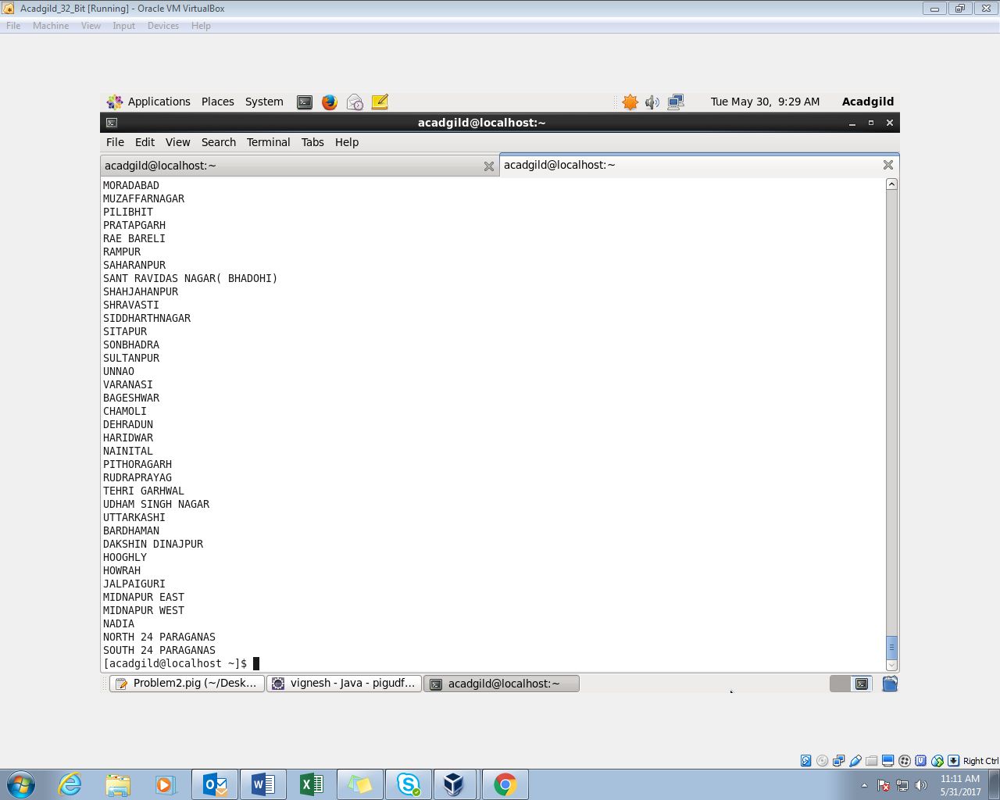 Acadgild_32_Bit [Running] - Oracle VM VirtualBox
File Machine View Input Devices Help
Applications Places System Tue May 30, 9:29 AM Acadgild
acadgild@localhost:~
File Edit View Search Terminal Tabs Help
acadgild@localhost:~ acadgild@localhost:~
MORADABAD
MUZAFFARNAGAR
PILIBHIT
PRATAPGARH
RAE BARELI
RAMPUR
SAHARANPUR
SANT RAVIDAS NAGAR( BHADOHI)
SHAHJAHANPUR
SHRAVASTI
SIDDHARTHNAGAR
SITAPUR
SONBHADRA
SULTANPUR
UNNAO
VARANASI
BAGESHWAR
CHAMOLI
DEHRADUN
HARIDWAR
NAINITAL
PITHORAGARH
RUDRAPRAYAG
TEHRI GARHWAL
UDHAM SINGH NAGAR
UTTARKASHI
BARDHAMAN
DAKSHIN DINAJPUR
HOOGHLY
HOWRAH
JALPAIGURI
MIDNAPUR EAST
MIDNAPUR WEST
NADIA
NORTH 24 PARAGANAS
SOUTH 24 PARAGANAS
[acadgild@localhost ~]$
Problem2.pig (~/Desk... vignesh - Java - pigudf... acadgild@localhost:~
Right Ctrl
11:11 AM
5/31/2017